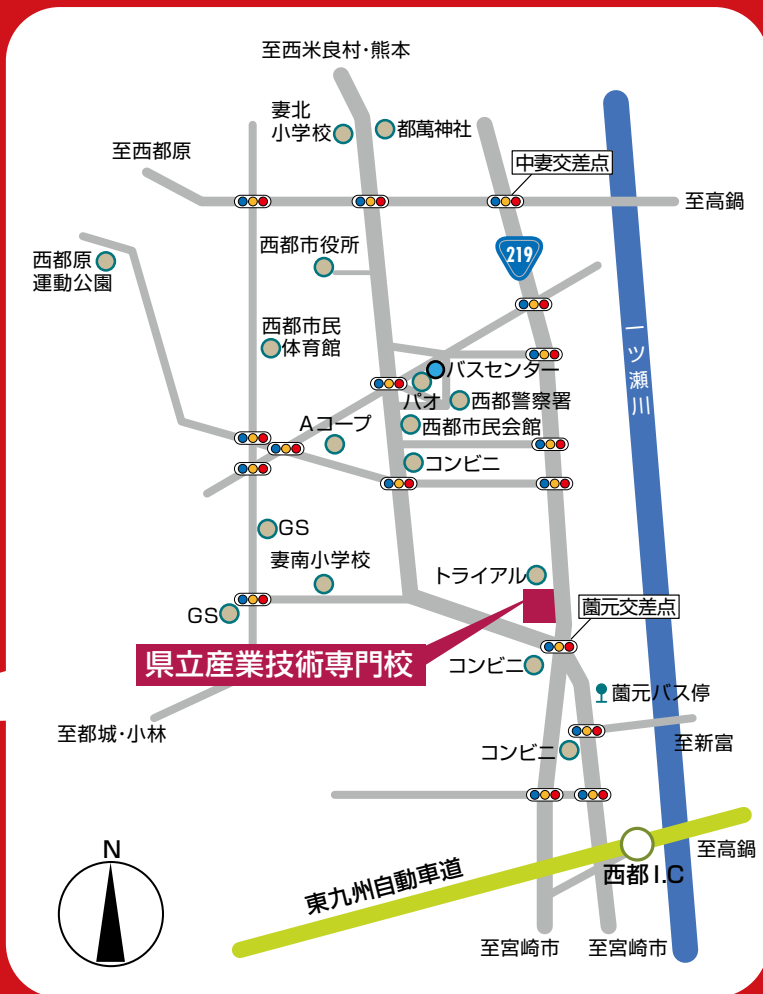 至西米良村・熊本
妻北
小学校
都萬神社
至西都原
中妻交差点
至高鍋
西都市役所
219
西都原
運動公園
西都市民
体育館
一ツ瀬川
バスセンター
パオ
西都警察署
Aコープ
西都市民会館
コンビニ
GS
妻南小学校
トライアル
薗元交差点
GS
県立産業技術専門校
コンビニ
薗元バス停
至都城・小林
至新富
コンビニ
N
至高鍋
西都I.C
東九州自動車道
至宮崎市
至宮崎市